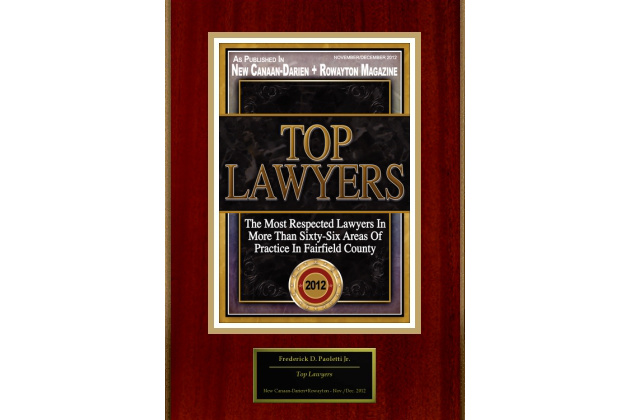 As Published In
November/December 2012
New Canaan-Darien + Rowayton Magazine
TOP
LAWYERS
The Most Respected Lawyers In
More Than Sixty-Six Areas Of
Practice In Fairfield County
2012
Frederick D. Paoletti Jr.
Top Lawyers
New Canaan-Darien+Rowayton - Nov./Dec. 2012